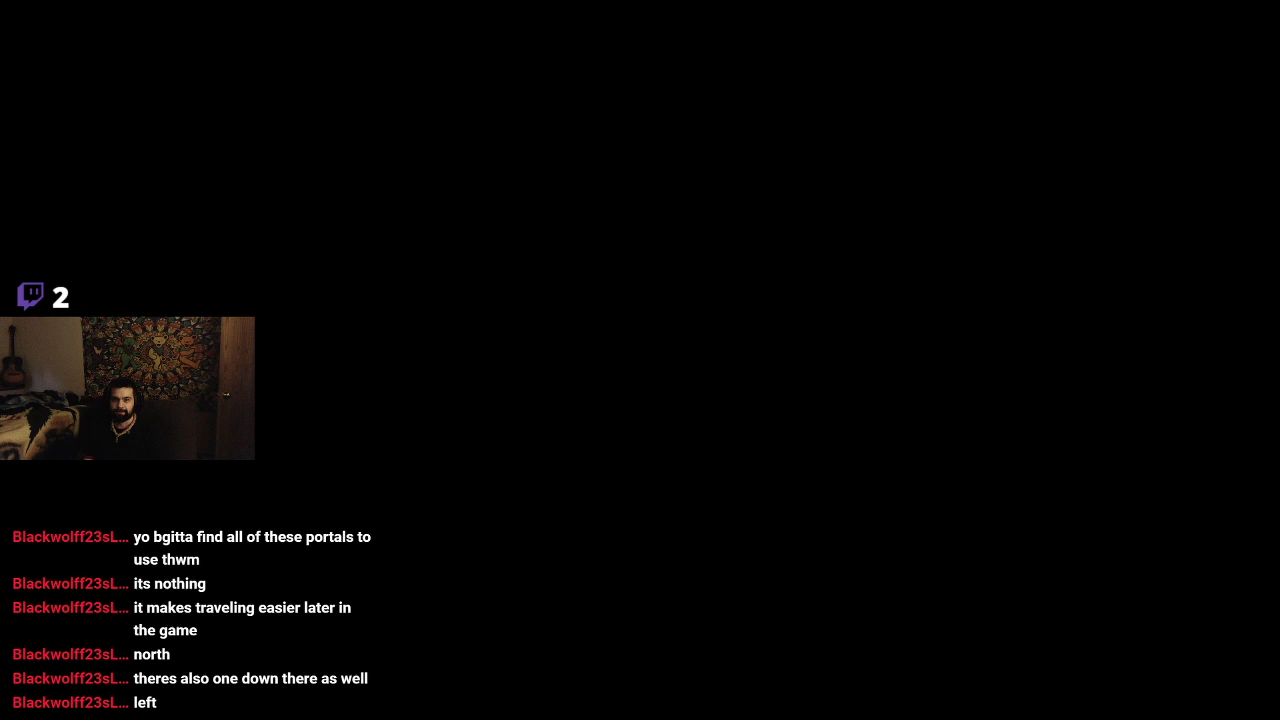 2
Blackwolff23sL... yo bgitta find all of these portals to
use thwm
Blackwolff23sL... its nothing
Blackwolff23sL... it makes traveling easier later in
the game
Blackwolff23sL... north
Blackwolff23sL... theres also one down there as well
Blackwolff23sL... left